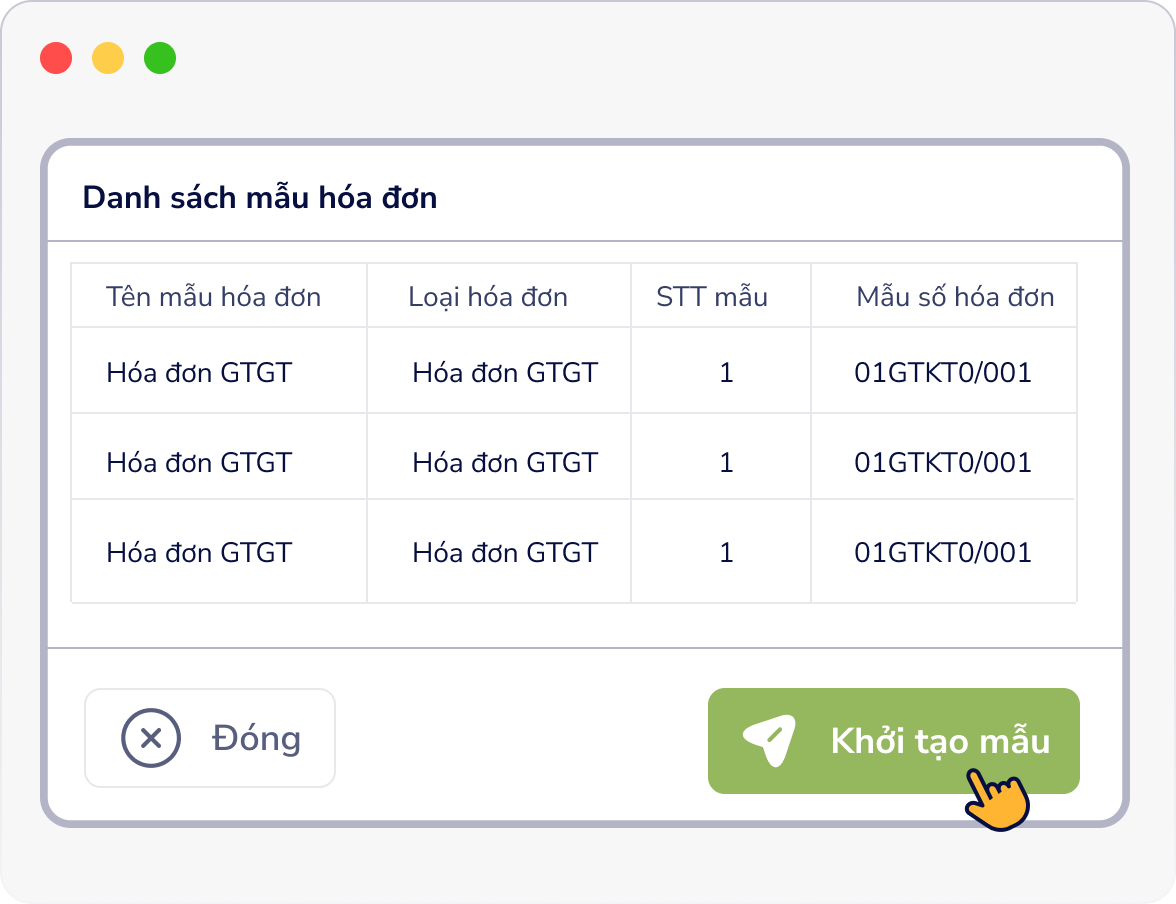 Danh sách mẫu hóa đơn
Tên mẫu hóa đơn Loại hóa đơn STT mẫu Mẫu số hóa đơn
Hóa đơn GTGT Hóa đơn GTGT 1 01GTKT0/001
Hóa đơn GTGT Hóa đơn GTGT 1 01GTKT0/001
Hóa đơn GTGT Hóa đơn GTGT 1 01GTKT0/001
Đóng Khởi tạo mẫu